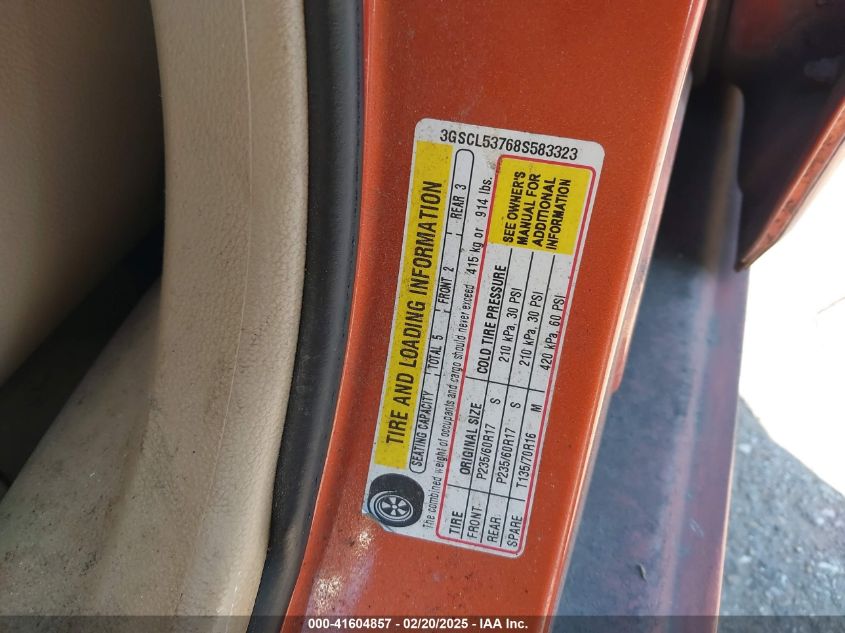 3GSCL53768S583323
TIRE AND LOADING INFORMATION
SEATING CAPACITY TOTAL 5 FRONT 2 REAR 3
The combined weight of occupants and cargo should never exceed 415 kg or 914 lbs.
TIRE ORIGINAL SIZE COLD TIRE PRESSURE
FRONT P235/60R17 S 210 kPa, 30 PSI
REAR P235/60R17 S 210 kPa, 30 PSI
SPARE T135/70R16 M 420 kPa, 60 PSI
SEE OWNER'S
MANUAL FOR
ADDITIONAL
INFORMATION
000-41604857 - 02/20/2025 - IAA Inc.